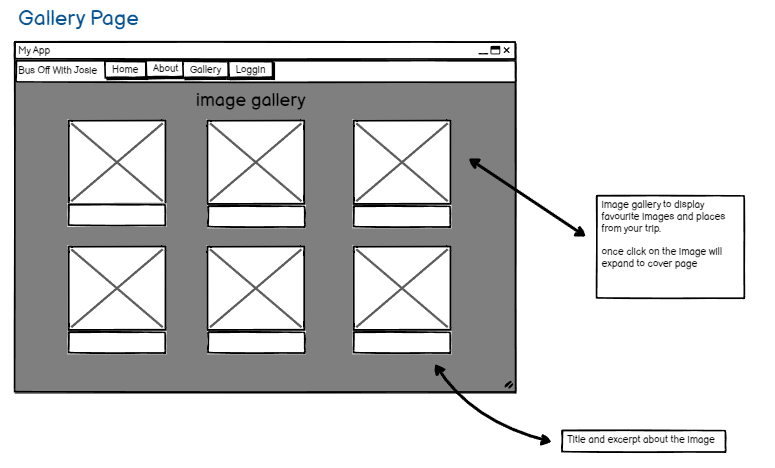 Gallery Page
My App
Bus Off With Josie Home About Gallery Loggin
image gallery
Image gallery to display
favourite images and places
from your trip.
once click on the image will
expand to cover page
Title and excerpt about the image